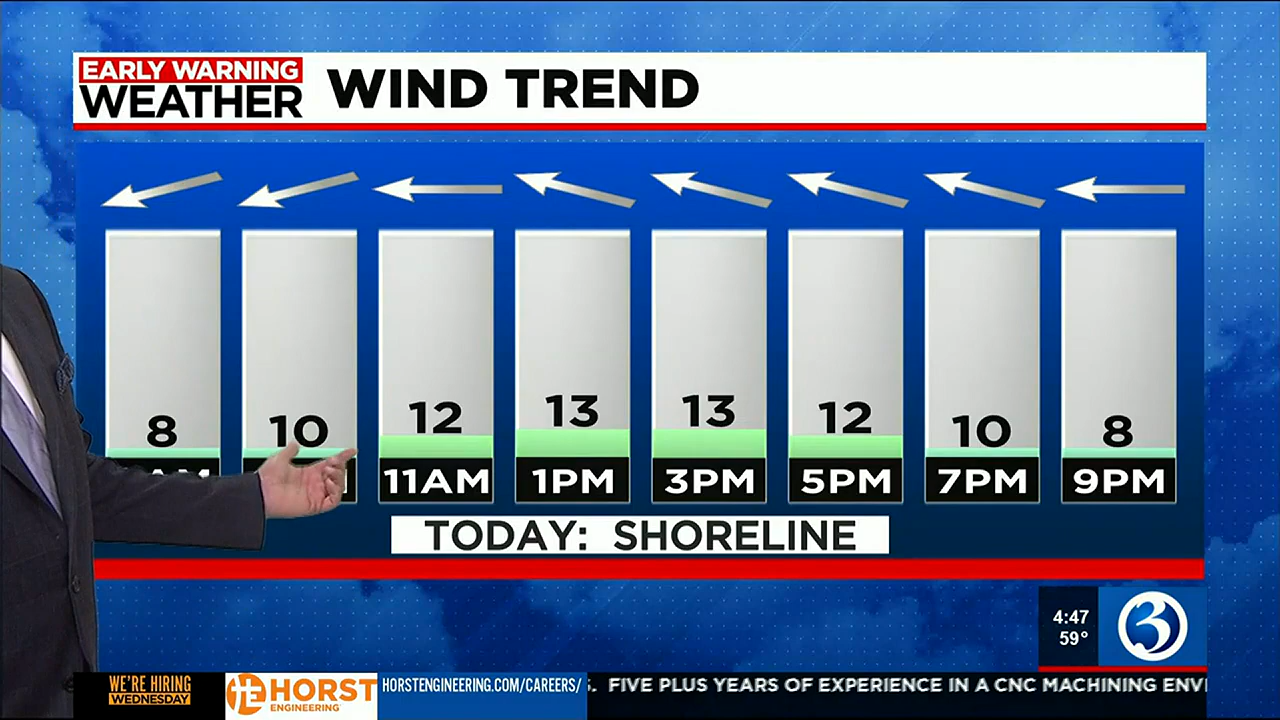 EARLY WARNING
WEATHER
WIND TREND
8
10
12
13
13
12
10
8
AM
11AM
1PM
3PM
5PM
7PM
9PM
TODAY: SHORELINE
4:47
59°
3
WE'RE HIRING
WEDNESDAY
HORST
ENGINEERING
HORSTENGINEERING.COM/CAREERS/
FIVE PLUS YEARS OF EXPERIENCE IN A CNC MACHINING ENVI